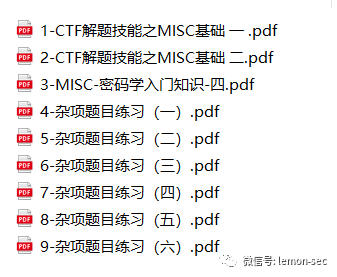 1-CTF解题技能之MISC基础 一 .pdf
2-CTF解题技能之MISC基础 二.pdf
3-MISC-密码学入门知识-四.pdf
4-杂项题目练习（一）.pdf
5-杂项题目练习（二）.pdf
6-杂项题目练习（三）.pdf
7-杂项题目练习（四）.pdf
8-杂项题目练习（五）.pdf
9-杂项题目练习（六）.pdf
微信号: lemon-sec